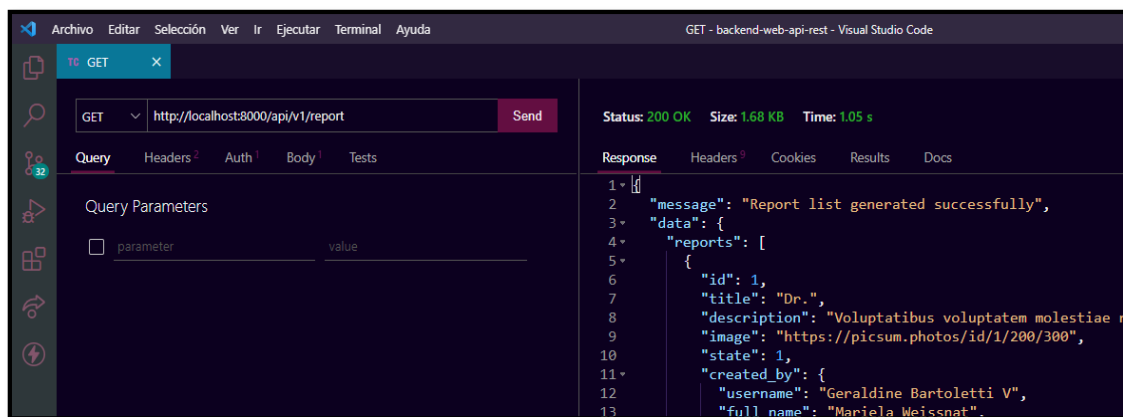 Archivo Editar Selección Ver Ir Ejecutar Terminal Ayuda GET - backend-web-api-rest - Visual Studio Code
TC GET ×
GET http://localhost:8000/api/v1/report Send
Query Headers 2 Auth 1 Body 1 Tests
Query Parameters
parameter value
32
Status: 200 OK Size: 1.68 KB Time: 1.05 s
Response Headers 9 Cookies Results Docs
1 {
2 "message": "Report list generated successfully",
3 "data": {
4 "reports": [
5 {
6 "id": 1,
7 "title": "Dr.",
8 "description": "Voluptatibus voluptatem molestiae
9 "image": "https://picsum.photos/id/1/200/300",
10 "state": 1,
11 "created_by": {
12 "username": "Geraldine Bartoletti V",
13 "full_name": "Mariela Weissnat",